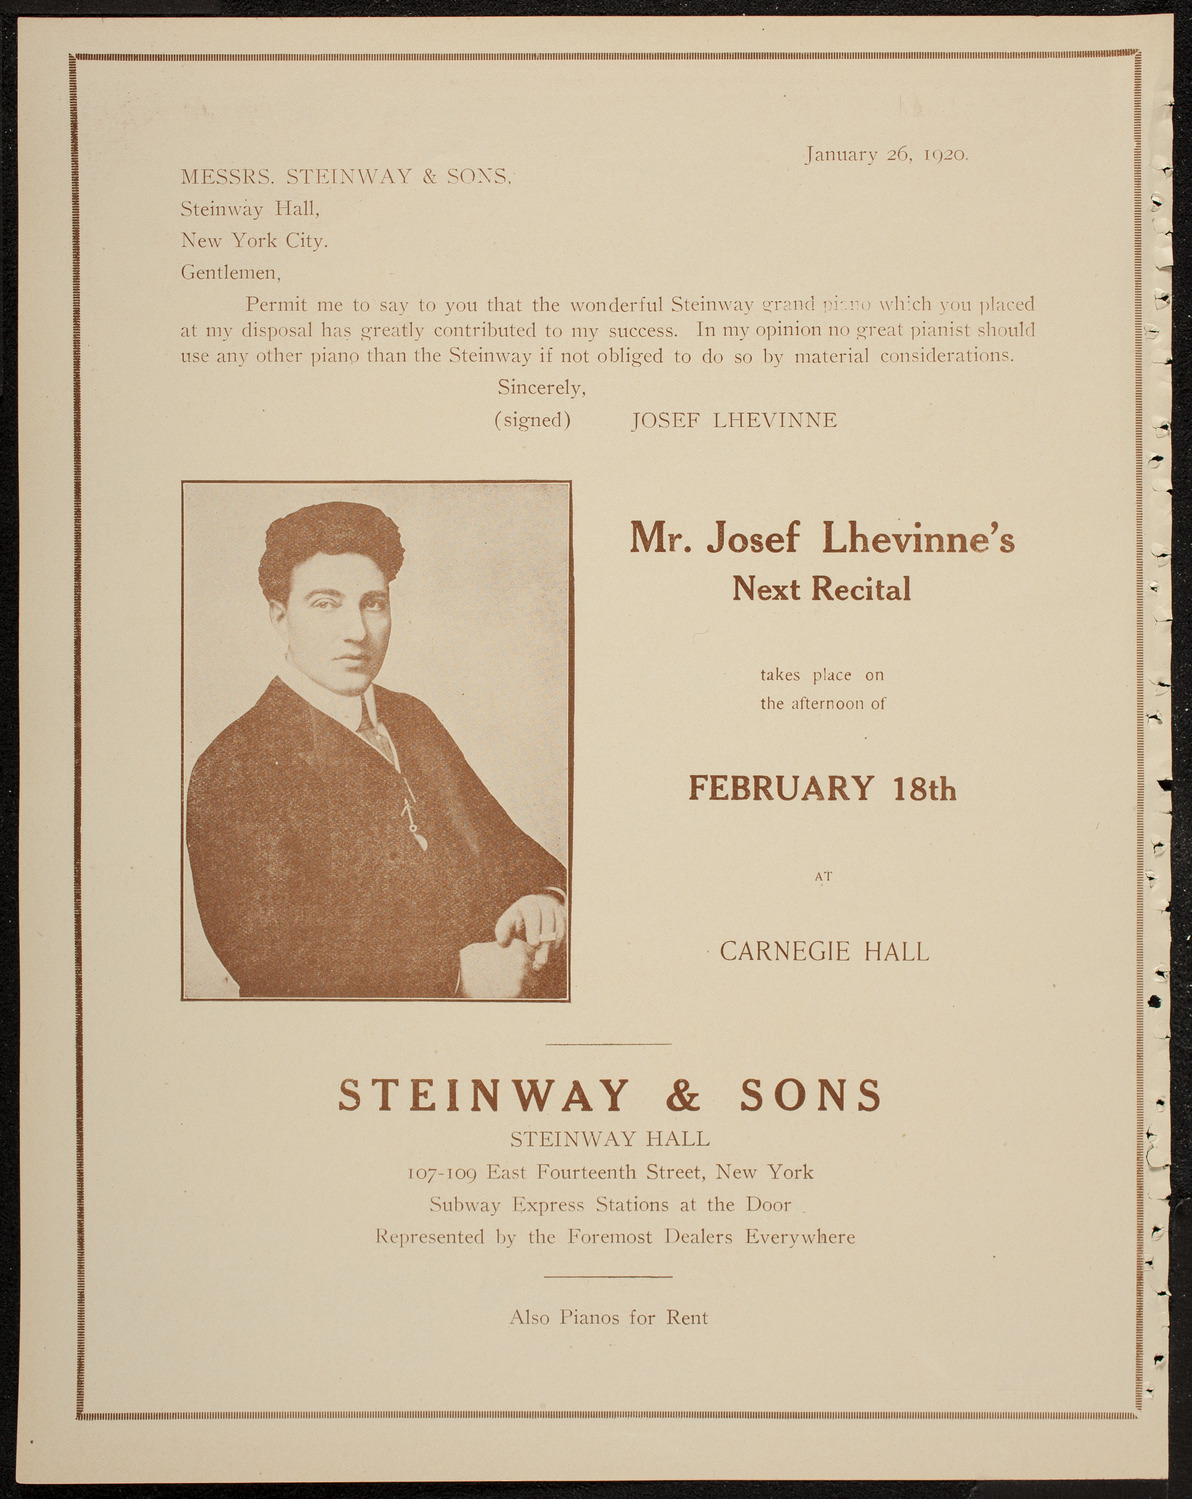 January 26, 1920.
MESSRS. STEINWAY & SONS,
Steinway Hall,
New York City.
Gentlemen,
Permit me to say to you that the wonderful Steinway grand piano which you placed
at my disposal has greatly contributed to my success. In my opinion no great pianist should
use any other piano than the Steinway if not obliged to do so by material considerations.
Sincerely,
(signed) JOSEF LHEVINNE
Mr. Josef Lhevinne's
Next Recital
takes place on
the afternoon of
FEBRUARY 18th
AT
CARNEGIE HALL
STEINWAY & SONS
STEINWAY HALL
107-109 East Fourteenth Street, New York
Subway Express Stations at the Door
Represented by the Foremost Dealers Everywhere
Also Pianos for Rent